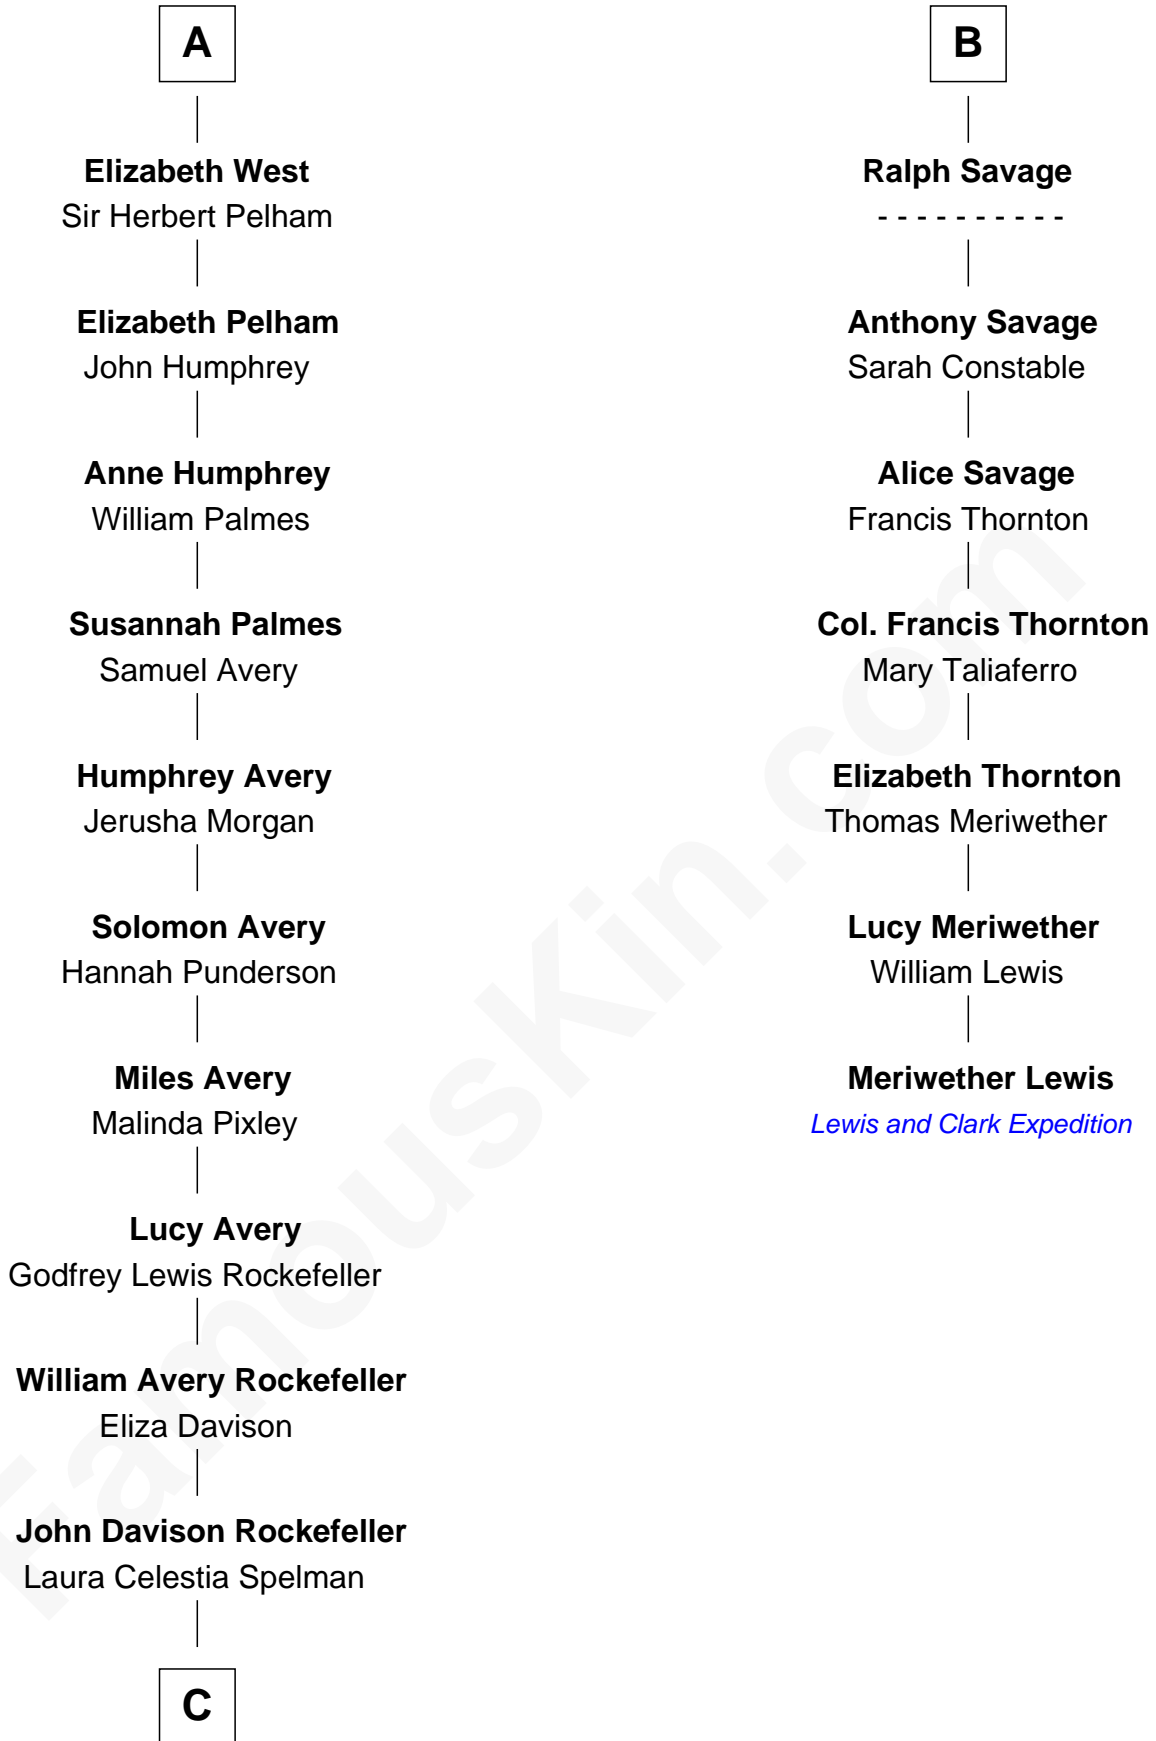 A
Elizabeth West
Sir Herbert Pelham
Elizabeth Pelham
John Humphrey
Anne Humphrey
William Palmes
Susannah Palmes
Samuel Avery
Humphrey Avery
Jerusha Morgan
Solomon Avery
Hannah Punderson
Miles Avery
Malinda Pixley
Lucy Avery
Godfrey Lewis Rockefeller
William Avery Rockefeller
Eliza Davison
John Davison Rockefeller
Laura Celestia Spelman
C
B
Ralph Savage
- - - - - - - - - -
Anthony Savage
Sarah Constable
Alice Savage
Francis Thornton
Col. Francis Thornton
Mary Taliaferro
Elizabeth Thornton
Thomas Meriwether
Lucy Meriwether
William Lewis
Meriwether Lewis
Lewis and Clark Expedition
FamousKin.com